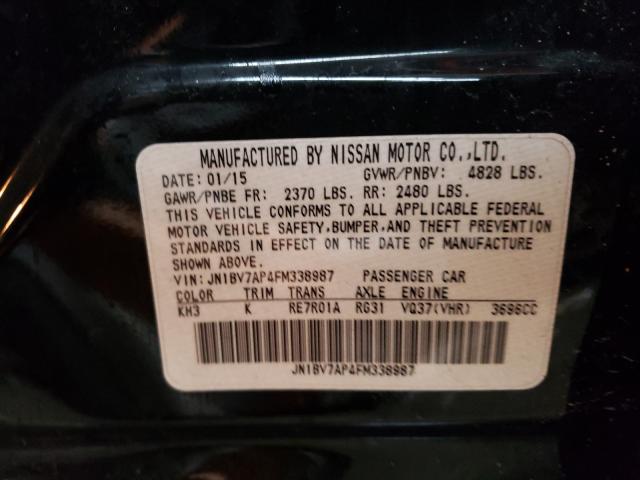 MANUFACTURED BY NISSAN MOTOR CO.,LTD.
DATE: 01/15 GVWR/PNBV: 4828 LBS.
GAWR/PNBE FR: 2370 LBS. RR: 2480 LBS.
THIS VEHICLE CONFORMS TO ALL APPLICABLE FEDERAL
MOTOR VEHICLE SAFETY,BUMPER,AND THEFT PREVENTION
STANDARDS IN EFFECT ON THE DATE OF MANUFACTURE
SHOWN ABOVE.
VIN: JN1BV7AP4FM338987 PASSENGER CAR
COLOR TRIM TRANS AXLE ENGINE
KH3 K RE7R01A RG31 VQ37(VHR) 3696CC
JN1BV7AP4FM338987